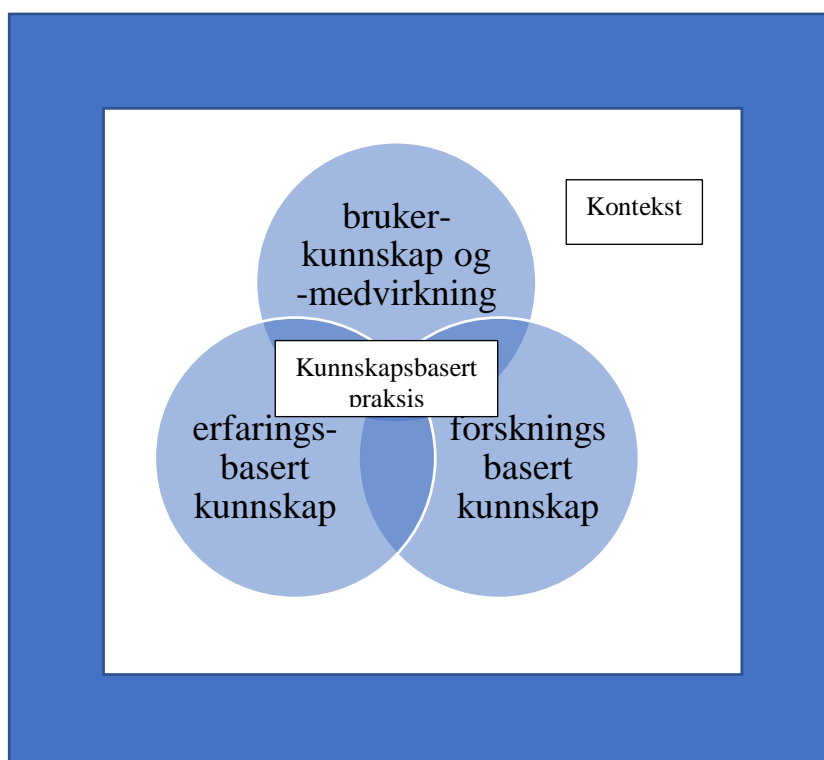 bruker-
kunnskap og
-medvirkning
Kontekst
Kunnskapsbasert
praksis
erfarings-
basert
kunnskap
forsknings
basert
kunnskap